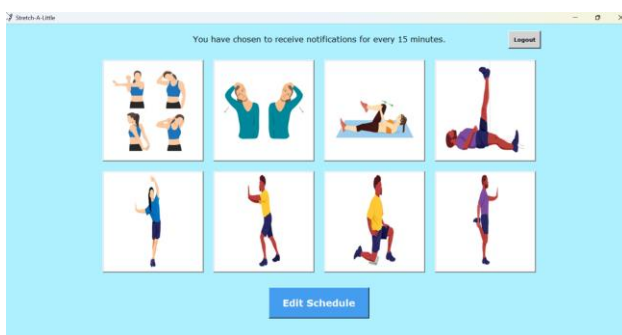 Stretch-A-Little
You have chosen to receive notifications for every 15 minutes.
Logout
Edit Schedule